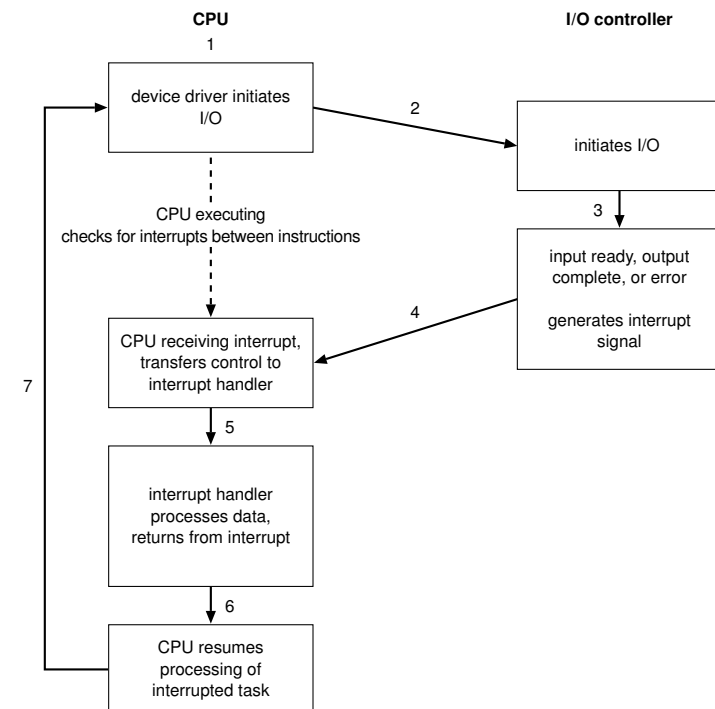 CPU
I/O controller
1
device driver initiates
I/O
2
initiates I/O
3
CPU executing
checks for interrupts between instructions
input ready, output
complete, or error
generates interrupt
signal
4
CPU receiving interrupt,
transfers control to
interrupt handler
7
5
interrupt handler
processes data,
returns from interrupt
6
CPU resumes
processing of
interrupted task